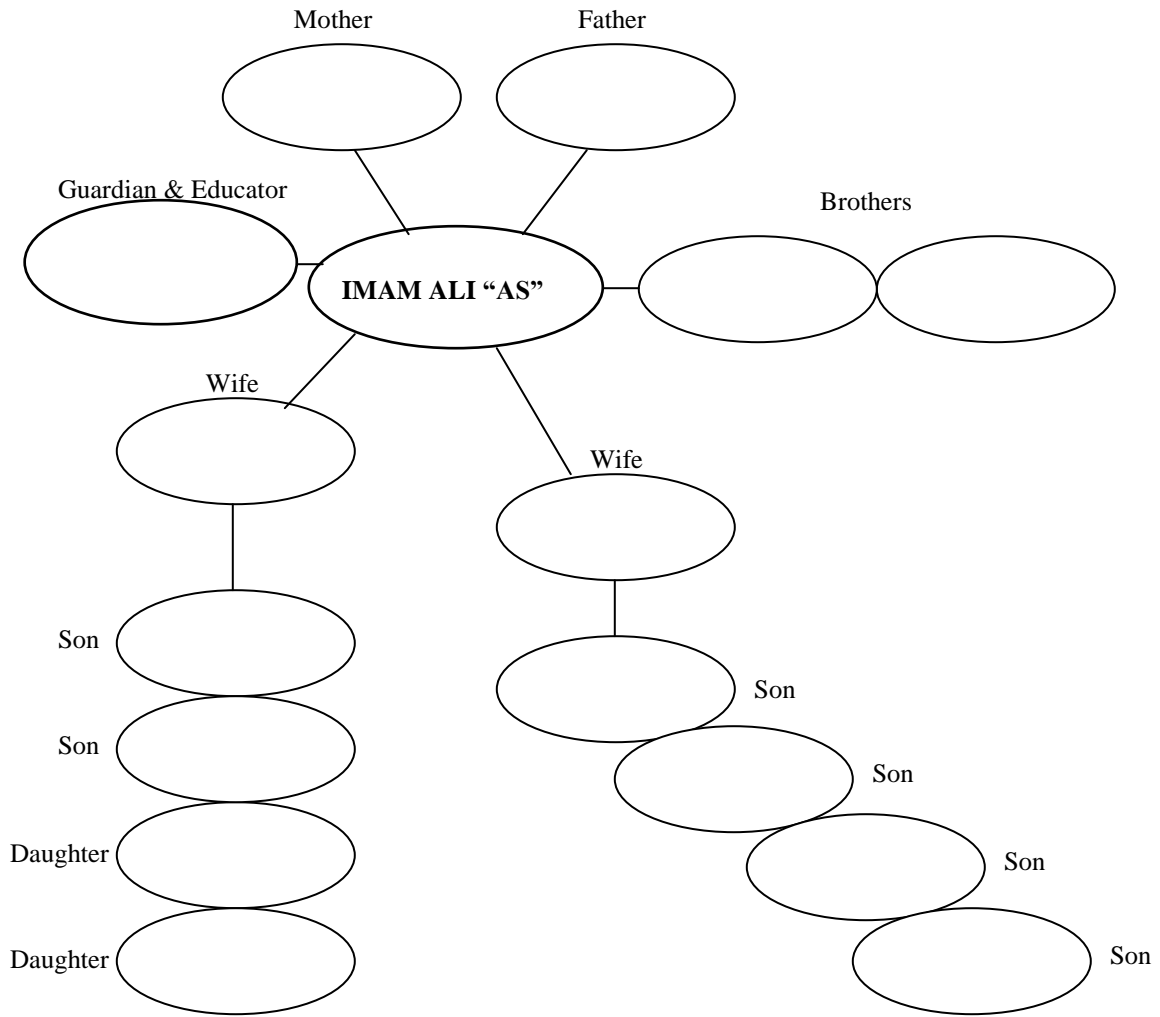 Mother
Father
Guardian & Educator
Brothers
IMAM ALI “AS”
Wife
Wife
Son
Son
Son
Son
Daughter
Son
Daughter
Son